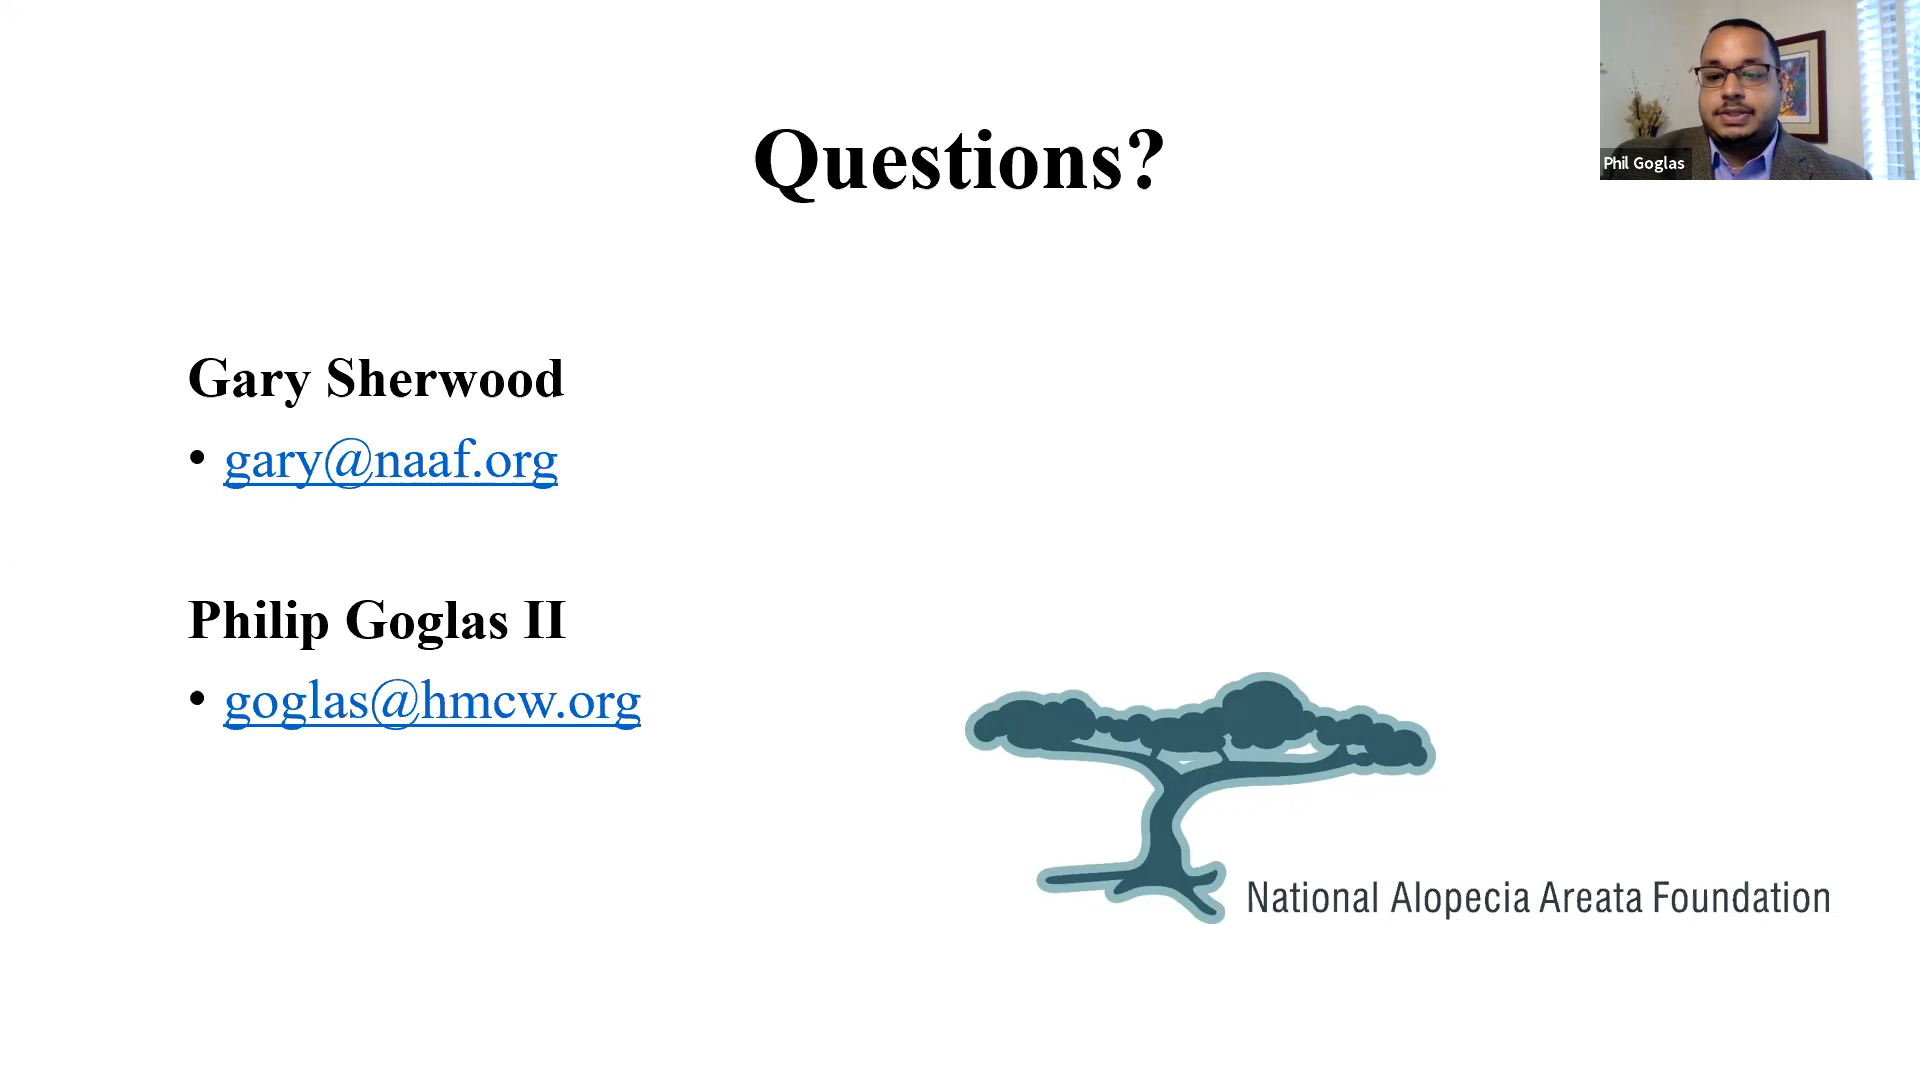 Questions?
Phil Goglas
Gary Sherwood
• gary@naaf.org
Philip Goglas II
• goglas@hmcw.org
National Alopecia Areata Foundation